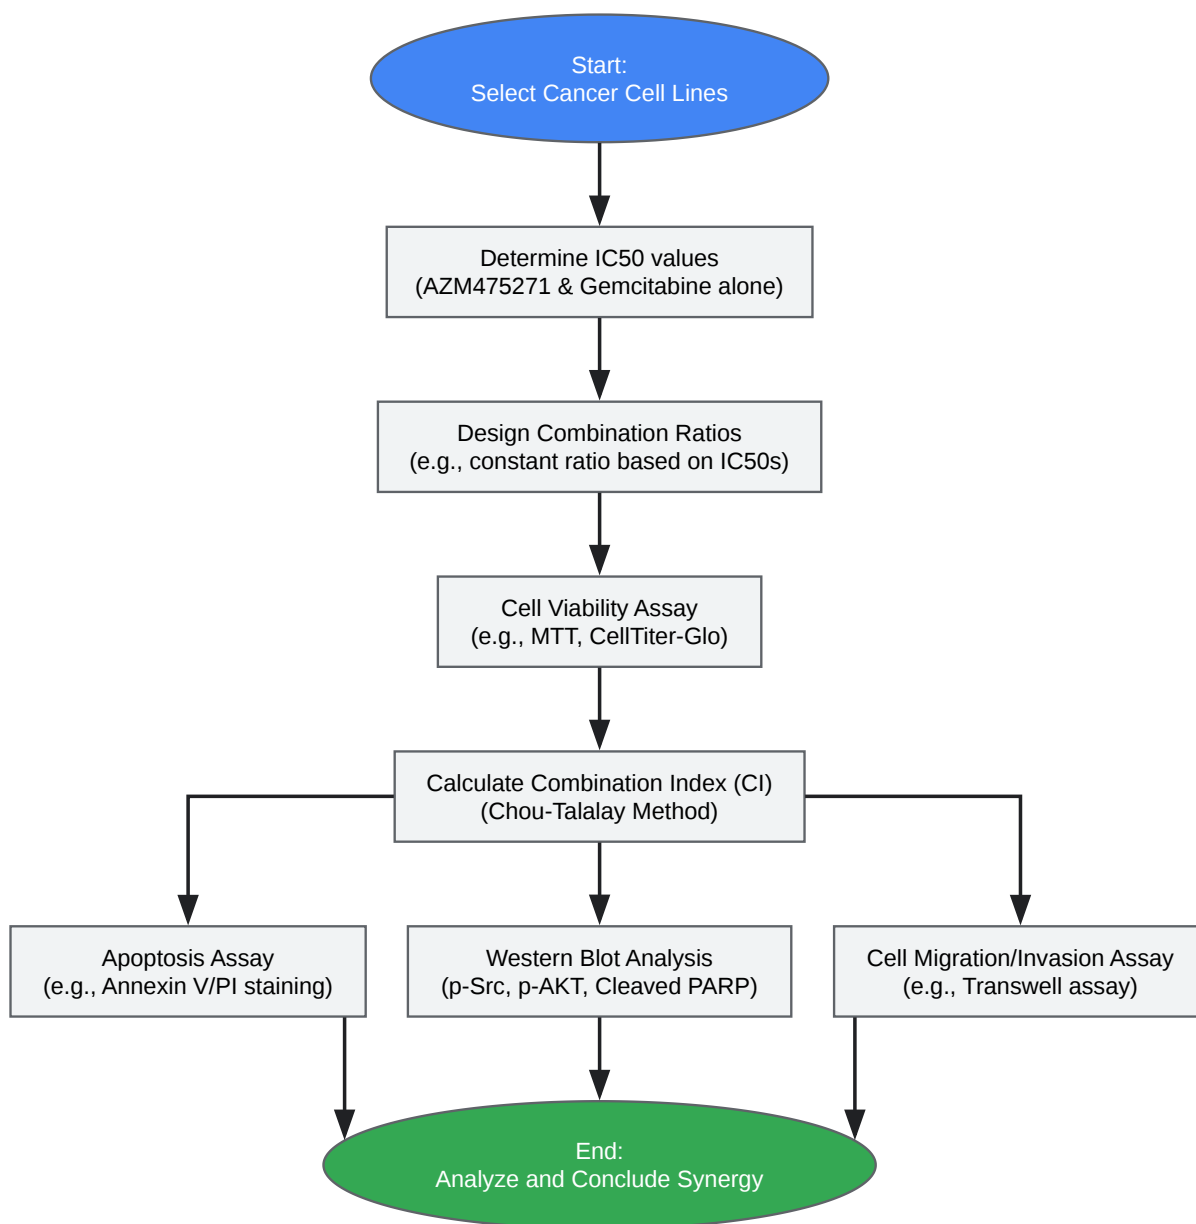 Start:
Select Cancer Cell Lines
Determine IC50 values
(AZM475271 & Gemcitabine alone)
Design Combination Ratios
(e.g., constant ratio based on IC50s)
Cell Viability Assay
(e.g., MTT, CellTiter-Glo)
Calculate Combination Index (CI)
(Chou-Talalay Method)
Apoptosis Assay
(e.g., Annexin V/PI staining)
Western Blot Analysis
(p-Src, p-AKT, Cleaved PARP)
Cell Migration/Invasion Assay
(e.g., Transwell assay)
End:
Analyze and Conclude Synergy